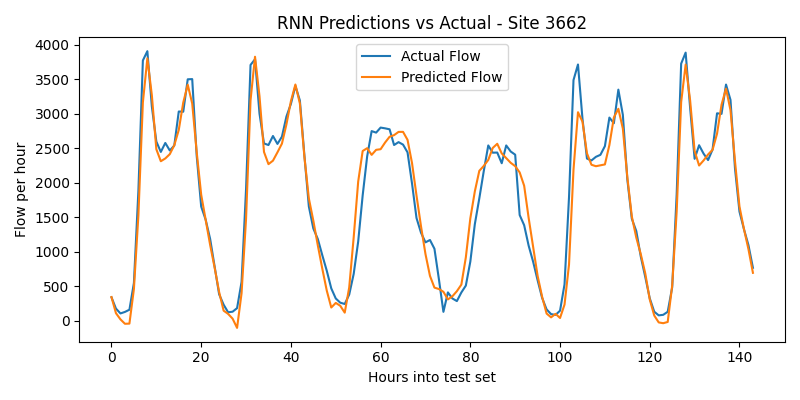 RNN Predictions vs Actual - Site 3662
Actual Flow
Predicted Flow
Flow per hour
4000
3500
3000
2500
2000
1500
1000
500
0
0 20 40 60 80 100 120 140
Hours into test set